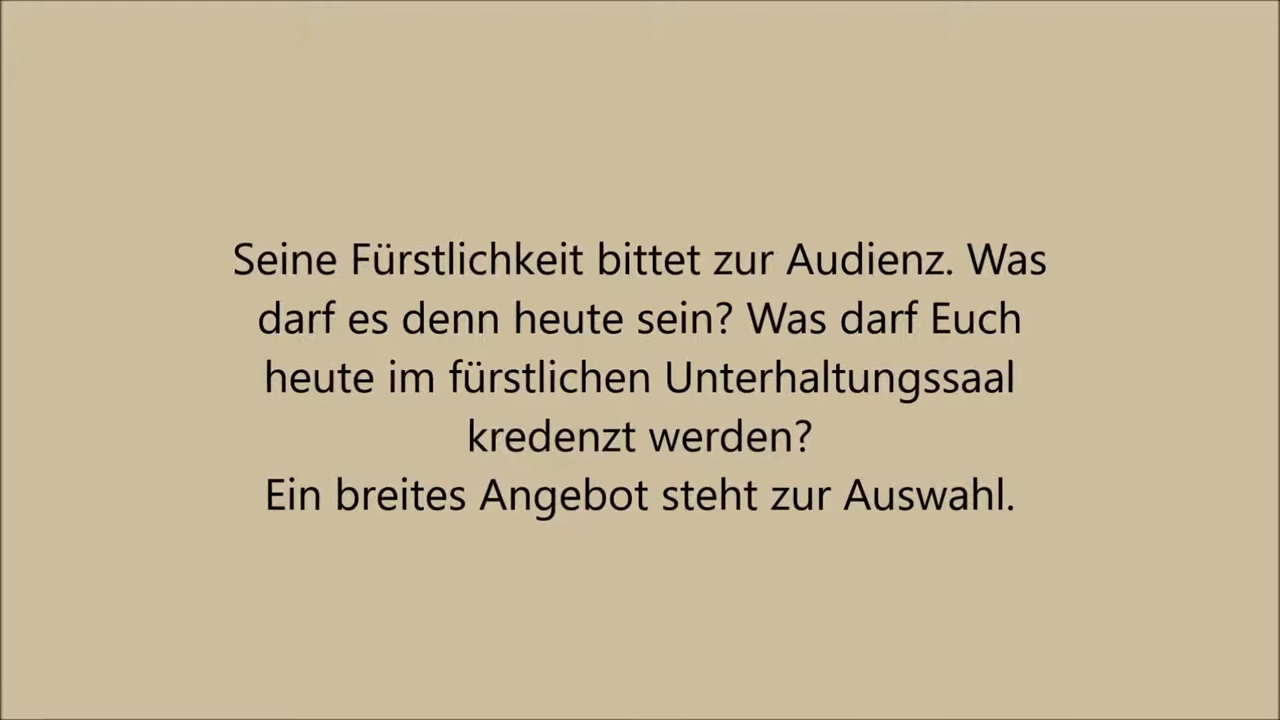 Seine Fürstlichkeit bittet zur Audienz. Was
darf es denn heute sein? Was darf Euch
heute im fürstlichen Unterhaltungssaal
kredenzt werden?
Ein breites Angebot steht zur Auswahl.